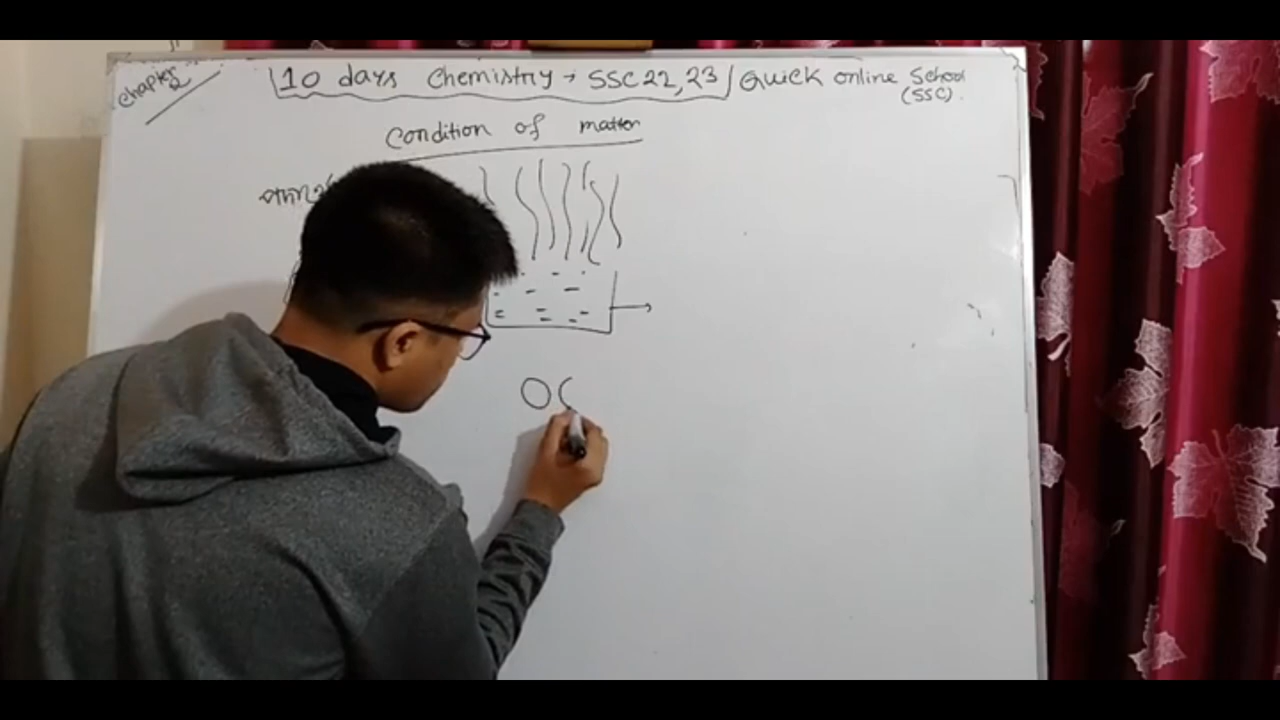 Chapter 2
10 days Chemistry → SSC 22, 23 / Quick online School
(SSC).
Condition of matter